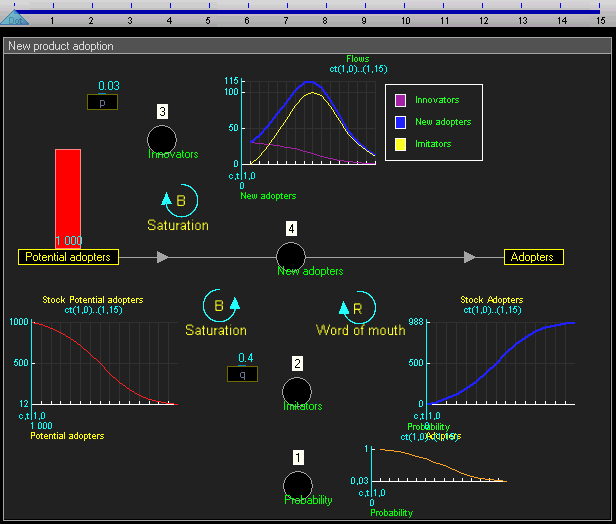 Dot 1 2 3 4 5 6 7 8 9 10 11 12 13 14 15
New product adoption
Flows
ct(1,0)..(1,15)
0.03
p
115
100
50
0
c,t 1,0
0
New adopters
Innovators
New adopters
Imitators
3
Innovators
B
Saturation
1 000
Potential adopters
4
New adopters
Adopters
B
Saturation
R
Word of mouth
Stock Potential adopters
ct(1,0)..(1,15)
1000
500
12
c,t 1,0
1 000
Potential adopters
Stock Adopters
ct(1,0)..(1,15)
988
500
0
c,t 1,0
0
Adopters
0.4
q
2
Imitators
Probability
ct(1,0)..(1,15)
1
0,03
c,t 1,0
0
Probability
1
Probability